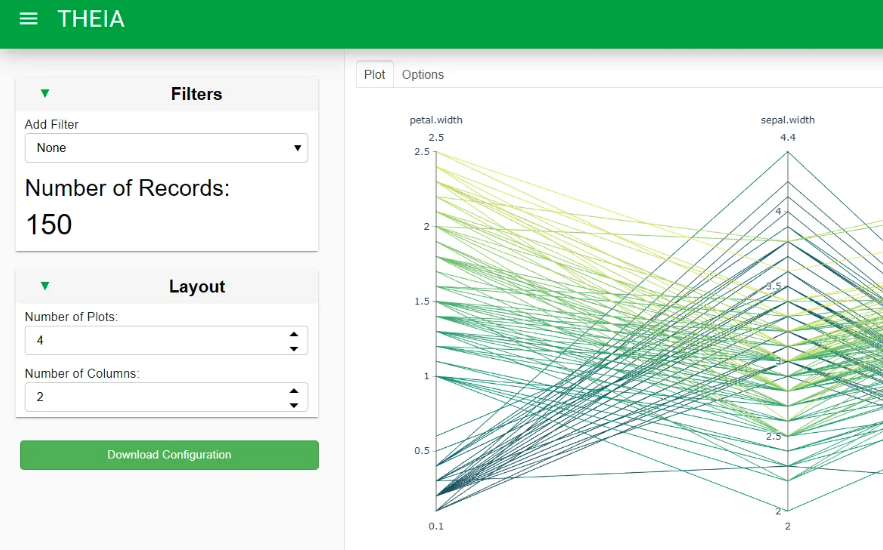 THEIA
Filters
Add Filter
None
Number of Records:
150
Layout
Number of Plots:
4
Number of Columns:
2
Download Configuration
Plot
Options
petal.width
2.5
2.5
2
1.5
1
0.5
0.1
sepal.width
4.4
4
3.5
3
2.5
2
2